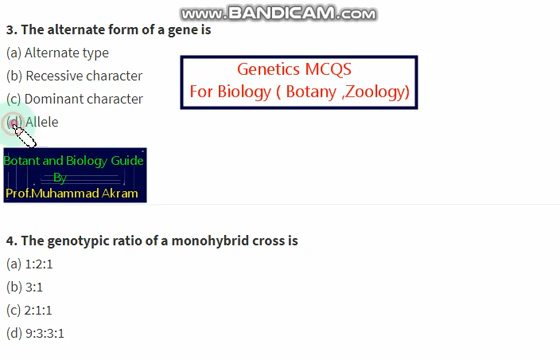 www.BANDICAM.com
3. The alternate form of a gene is
(a) Alternate type
(b) Recessive character
(c) Dominant character
(d) Allele
Genetics MCQS
For Biology ( Botany ,Zoology)
Botant and Biology Guide
By
Prof.Muhammad Akram
4. The genotypic ratio of a monohybrid cross is
(a) 1:2:1
(b) 3:1
(c) 2:1:1
(d) 9:3:3:1